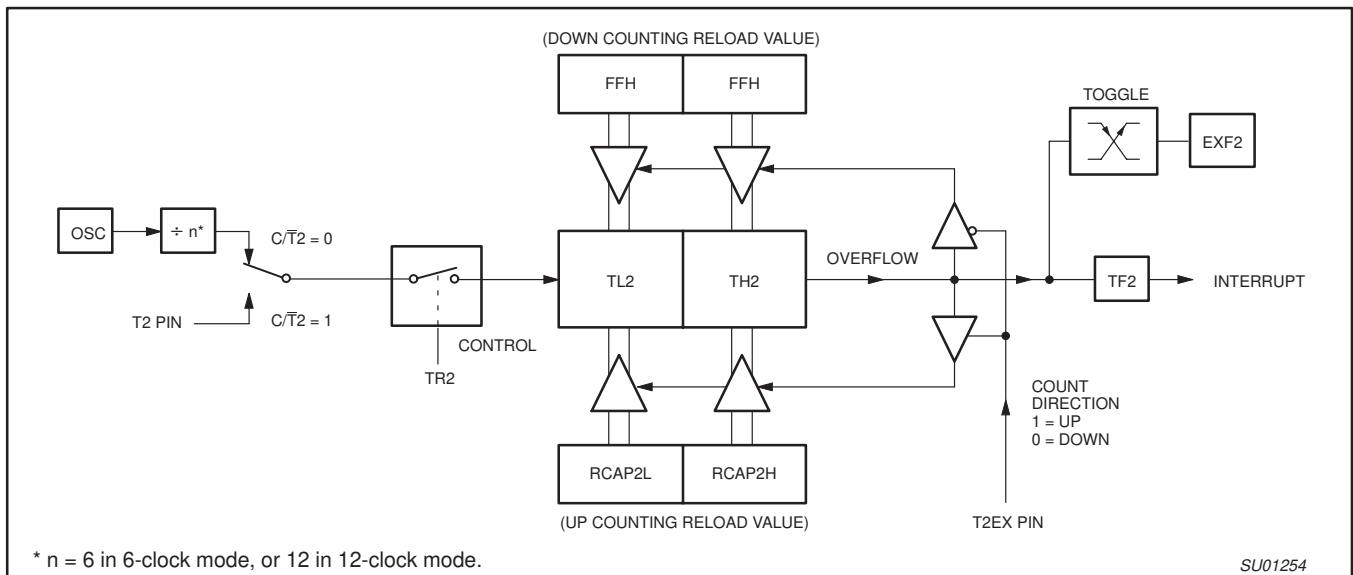 (DOWN COUNTING RELOAD VALUE)
FFH
FFH
TOGGLE
EXF2
OSC
÷ n*
C/T̅2 = 0
TL2
TH2
OVERFLOW
TF2
INTERRUPT
T2 PIN
C/T̅2 = 1
CONTROL
TR2
COUNT
DIRECTION
1 = UP
0 = DOWN
RCAP2L
RCAP2H
(UP COUNTING RELOAD VALUE)
T2EX PIN
* n = 6 in 6-clock mode, or 12 in 12-clock mode.
SU01254